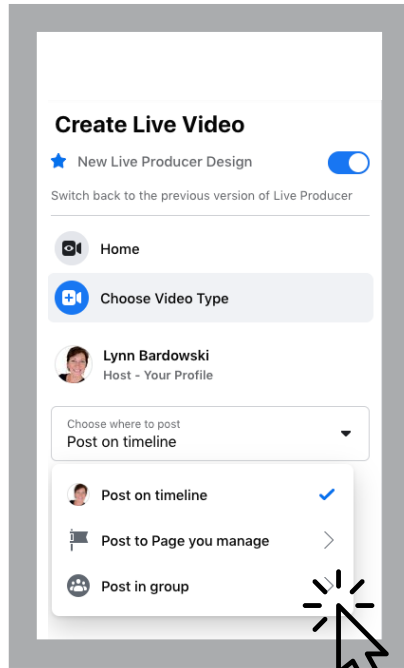 Create Live Video
New Live Producer Design
Switch back to the previous version of Live Producer
Home
Choose Video Type
Lynn Bardowski
Host - Your Profile
Choose where to post
Post on timeline
Post on timeline
Post to Page you manage
Post in group